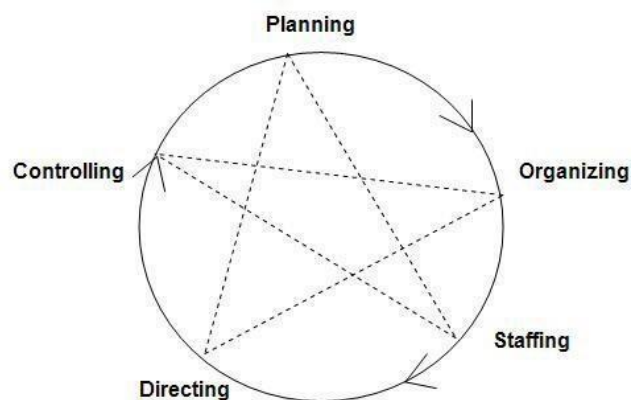 Planning
Organizing
Staffing
Directing
Controlling